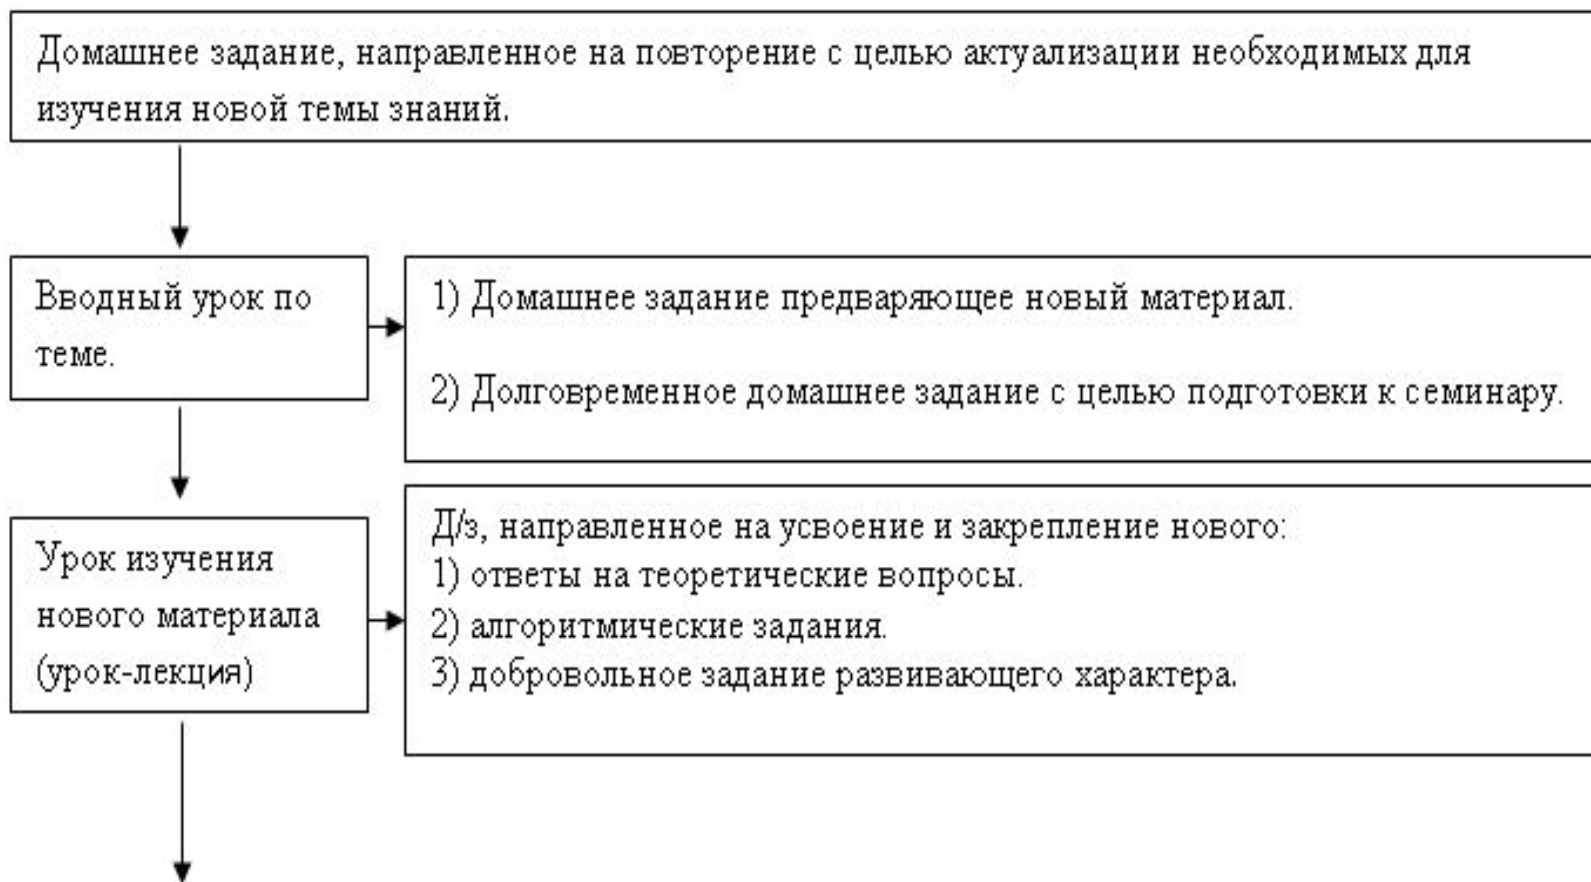 Домашнее задание, направленное на повторение с целью актуализации необходимых для
изучения новой темы знаний.
Вводный урок по
теме.
1) Домашнее задание предваряющее новый материал.
2) Долговременное домашнее задание с целью подготовки к семинару.
Урок изучения
нового материала
(урок-лекция)
Д/з, направленное на усвоение и закрепление нового:
1) ответы на теоретические вопросы.
2) алгоритмические задания.
3) добровольное задание развивающего характера.